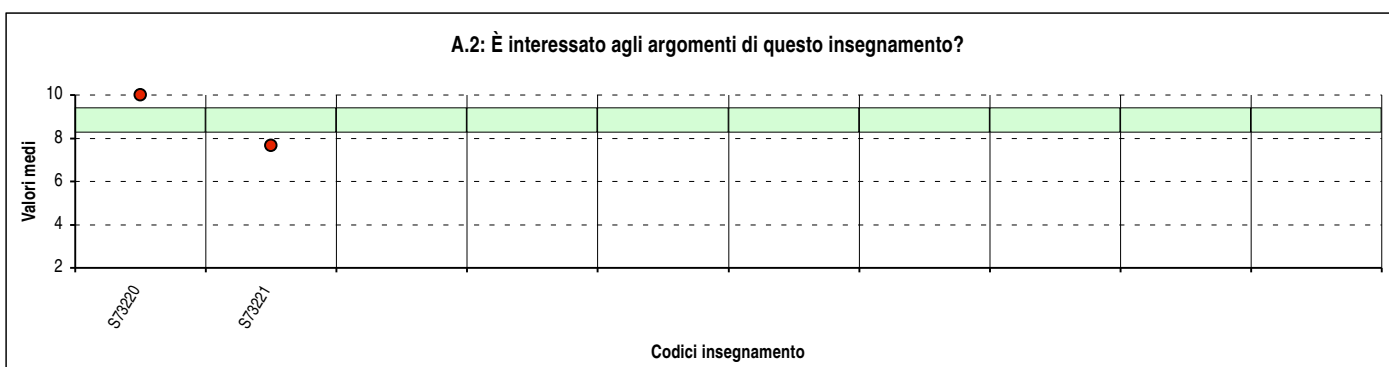 A.2: È interessato agli argomenti di questo insegnamento?
Valori medi
10
8
6
4
2
S73220
S73221
Codici insegnamento